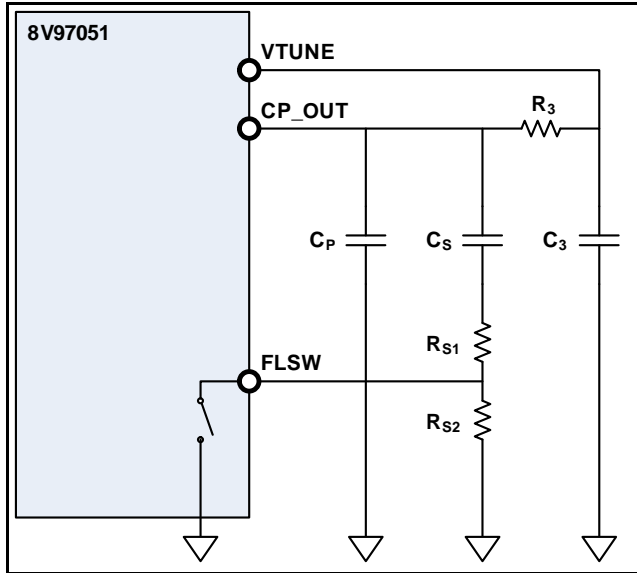 8V97051
VTUNE
CP_OUT
R3
CP
CS
C3
RS1
FLSW
RS2